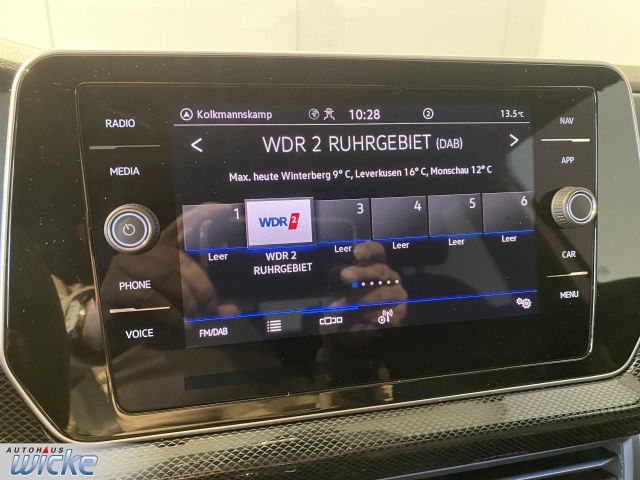 Kolkmannskamp 10:28 2 13.5°C
RADIO
NAV
< WDR 2 RUHRGEBIET (DAB) >
MEDIA
APP
Max. heute Winterberg 9° C, Leverkusen 16° C, Monschau 12° C
1 WDR 2 3 4 5 6
Leer WDR 2 RUHRGEBIET Leer Leer Leer Leer
PHONE
CAR
VOICE
MENU
FM/DAB
AUTOHAUS
WICKE